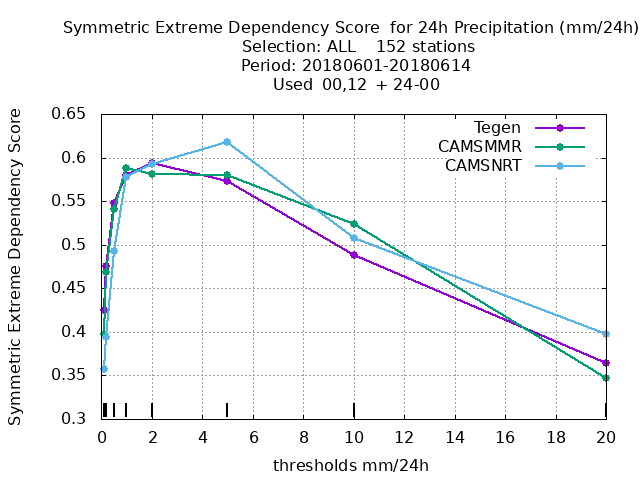 Symmetric Extreme Dependency Score  for 24h Precipitation (mm/24h)
Selection: ALL    152 stations
Period: 20180601-20180614
Used  00,12  + 24-00
Symmetric Extreme Dependency Score
0.65
0.6
0.55
0.5
0.45
0.4
0.35
0.3
Tegen
CAMSMMR
CAMSNRT
0 2 4 6 8 10 12 14 16 18 20
thresholds mm/24h